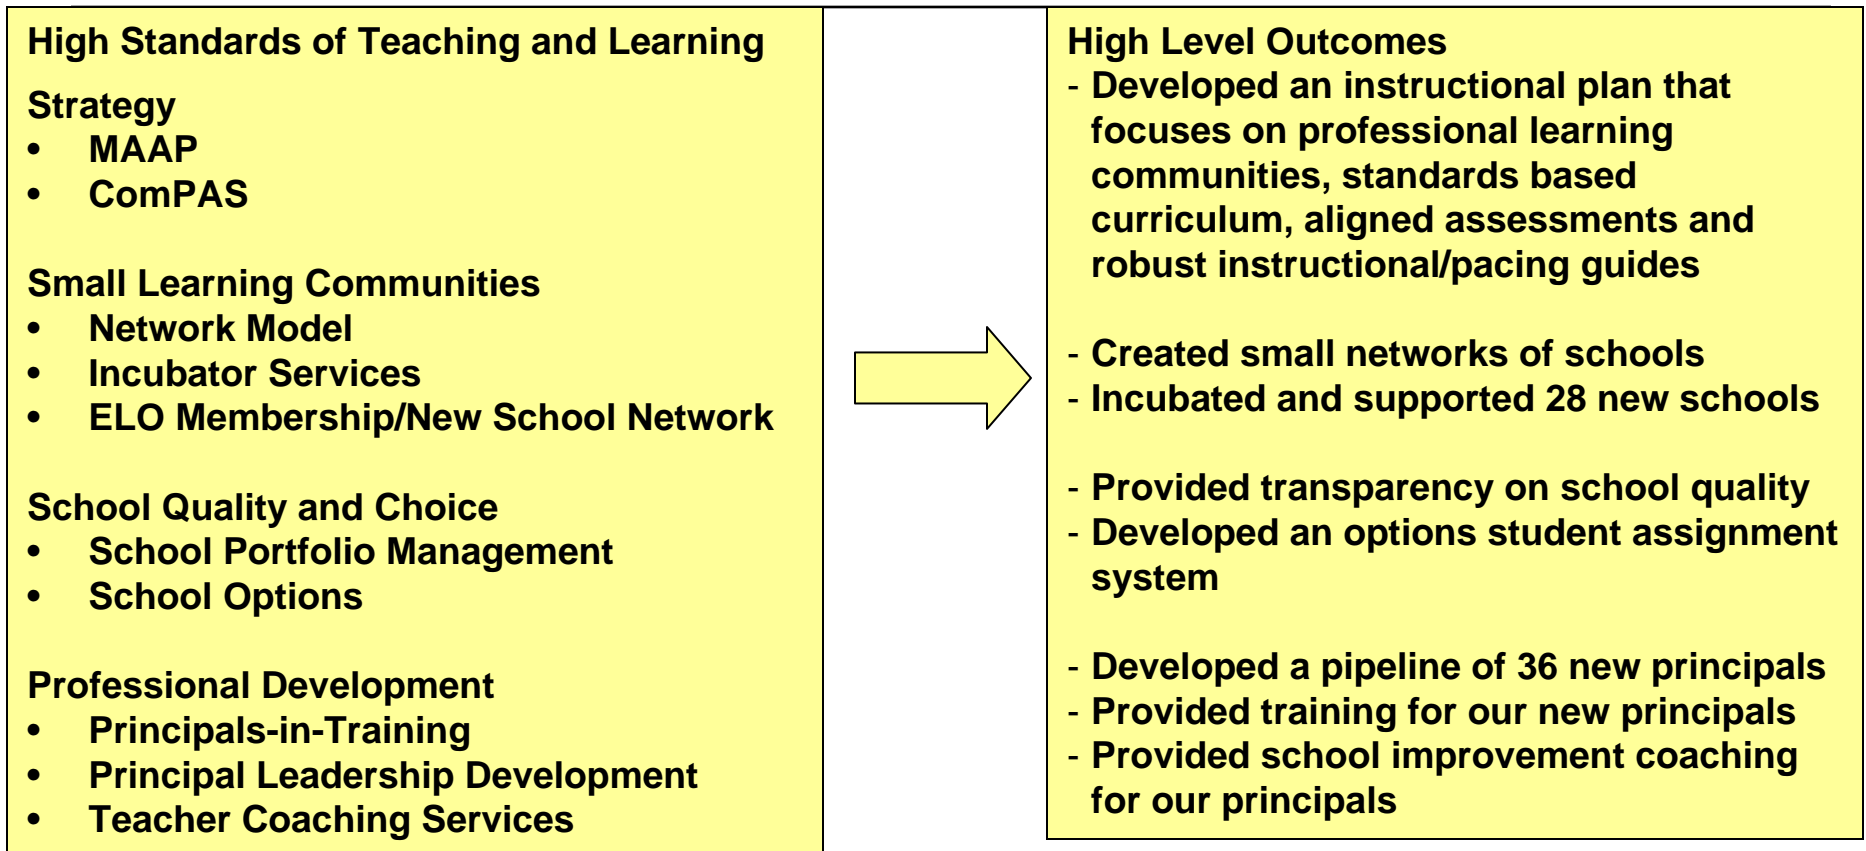 High Standards of Teaching and Learning
Strategy
• MAAP
• ComPAS
Small Learning Communities
• Network Model
• Incubator Services
• ELO Membership/New School Network
School Quality and Choice
• School Portfolio Management
• School Options
Professional Development
• Principals-in-Training
• Principal Leadership Development
• Teacher Coaching Services
High Level Outcomes
- Developed an instructional plan that
focuses on professional learning
communities, standards based
curriculum, aligned assessments and
robust instructional/pacing guides
- Created small networks of schools
- Incubated and supported 28 new schools
- Provided transparency on school quality
- Developed an options student assignment
system
- Developed a pipeline of 36 new principals
- Provided training for our new principals
- Provided school improvement coaching
for our principals